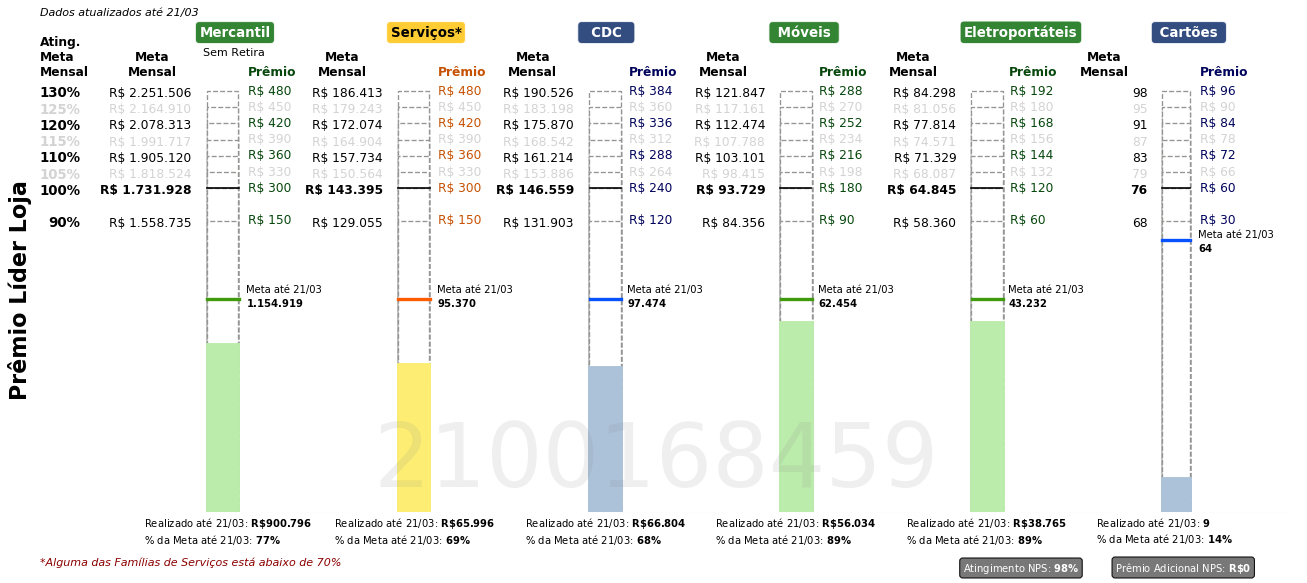 Dados atualizados até 21/03
Mercantil Serviços* CDC Móveis Eletroportáteis Cartões
Sem Retira
Ating. Meta Mensal Meta Mensal Prêmio Meta Mensal Prêmio Meta Mensal Prêmio Meta Mensal Prêmio Meta Mensal Prêmio Meta Mensal Prêmio
130% R$ 2.251.506 R$ 480 R$ 186.413 R$ 480 R$ 190.526 R$ 384 R$ 121.847 R$ 288 R$ 84.298 R$ 192 98 R$ 96
125% R$ 2.164.910 R$ 450 R$ 179.243 R$ 450 R$ 183.198 R$ 360 R$ 117.161 R$ 270 R$ 81.056 R$ 180 95 R$ 90
120% R$ 2.078.313 R$ 420 R$ 172.074 R$ 420 R$ 175.870 R$ 336 R$ 112.474 R$ 252 R$ 77.814 R$ 168 91 R$ 84
115% R$ 1.991.717 R$ 390 R$ 164.904 R$ 390 R$ 168.542 R$ 312 R$ 107.788 R$ 234 R$ 74.571 R$ 156 87 R$ 78
110% R$ 1.905.120 R$ 360 R$ 157.734 R$ 360 R$ 161.214 R$ 288 R$ 103.101 R$ 216 R$ 71.329 R$ 144 83 R$ 72
105% R$ 1.818.524 R$ 330 R$ 150.564 R$ 330 R$ 153.886 R$ 264 R$ 98.415 R$ 198 R$ 68.087 R$ 132 79 R$ 66
100% R$ 1.731.928 R$ 300 R$ 143.395 R$ 300 R$ 146.559 R$ 240 R$ 93.729 R$ 180 R$ 64.845 R$ 120 76 R$ 60
90% R$ 1.558.735 R$ 150 R$ 129.055 R$ 150 R$ 131.903 R$ 120 R$ 84.356 R$ 90 R$ 58.360 R$ 60 68 R$ 30
Prêmio Líder Loja
Meta até 21/03
64
Meta até 21/03 Meta até 21/03 Meta até 21/03 Meta até 21/03 Meta até 21/03
1.154.919 95.370 97.474 62.454 43.232
2100168459
Realizado até 21/03: R$900.796 Realizado até 21/03: R$65.996 Realizado até 21/03: R$66.804 Realizado até 21/03: R$56.034 Realizado até 21/03: R$38.765 Realizado até 21/03: 9
% da Meta até 21/03: 77% % da Meta até 21/03: 69% % da Meta até 21/03: 68% % da Meta até 21/03: 89% % da Meta até 21/03: 89% % da Meta até 21/03: 14%
*Alguma das Famílias de Serviços está abaixo de 70%
Atingimento NPS: 98% Prêmio Adicional NPS: R$0